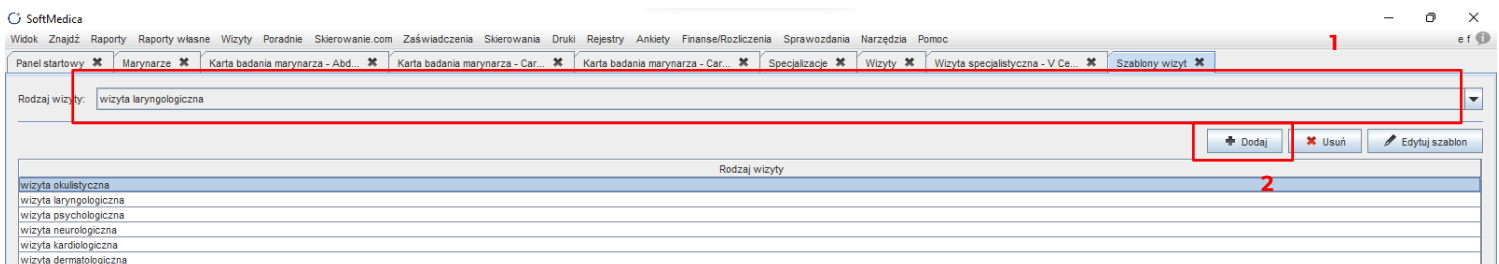 SoftMedica
Widok Znajdź Raporty Raporty własne Wizyty Poradnie Skierowanie.com Zaświadczenia Skierowania Druki Rejestry Ankiety Finanse/Rozliczenia Sprawozdania Narzędzia Pomoc e f
1
Panel startowy Marynarze Karta badania marynarza - Abd... Karta badania marynarza - Car... Karta badania marynarza - Car... Specjalizacje Wizyty Wizyta specjalistyczna - V Ce... Szablony wizyt
Rodzaj wizyty: wizyta laryngologiczna
Dodaj Usuń Edytuj szablon
Rodzaj wizyty
2
wizyta okulistyczna
wizyta laryngologiczna
wizyta psychologiczna
wizyta neurologiczna
wizyta kardiologiczna
wizyta dermatologiczna